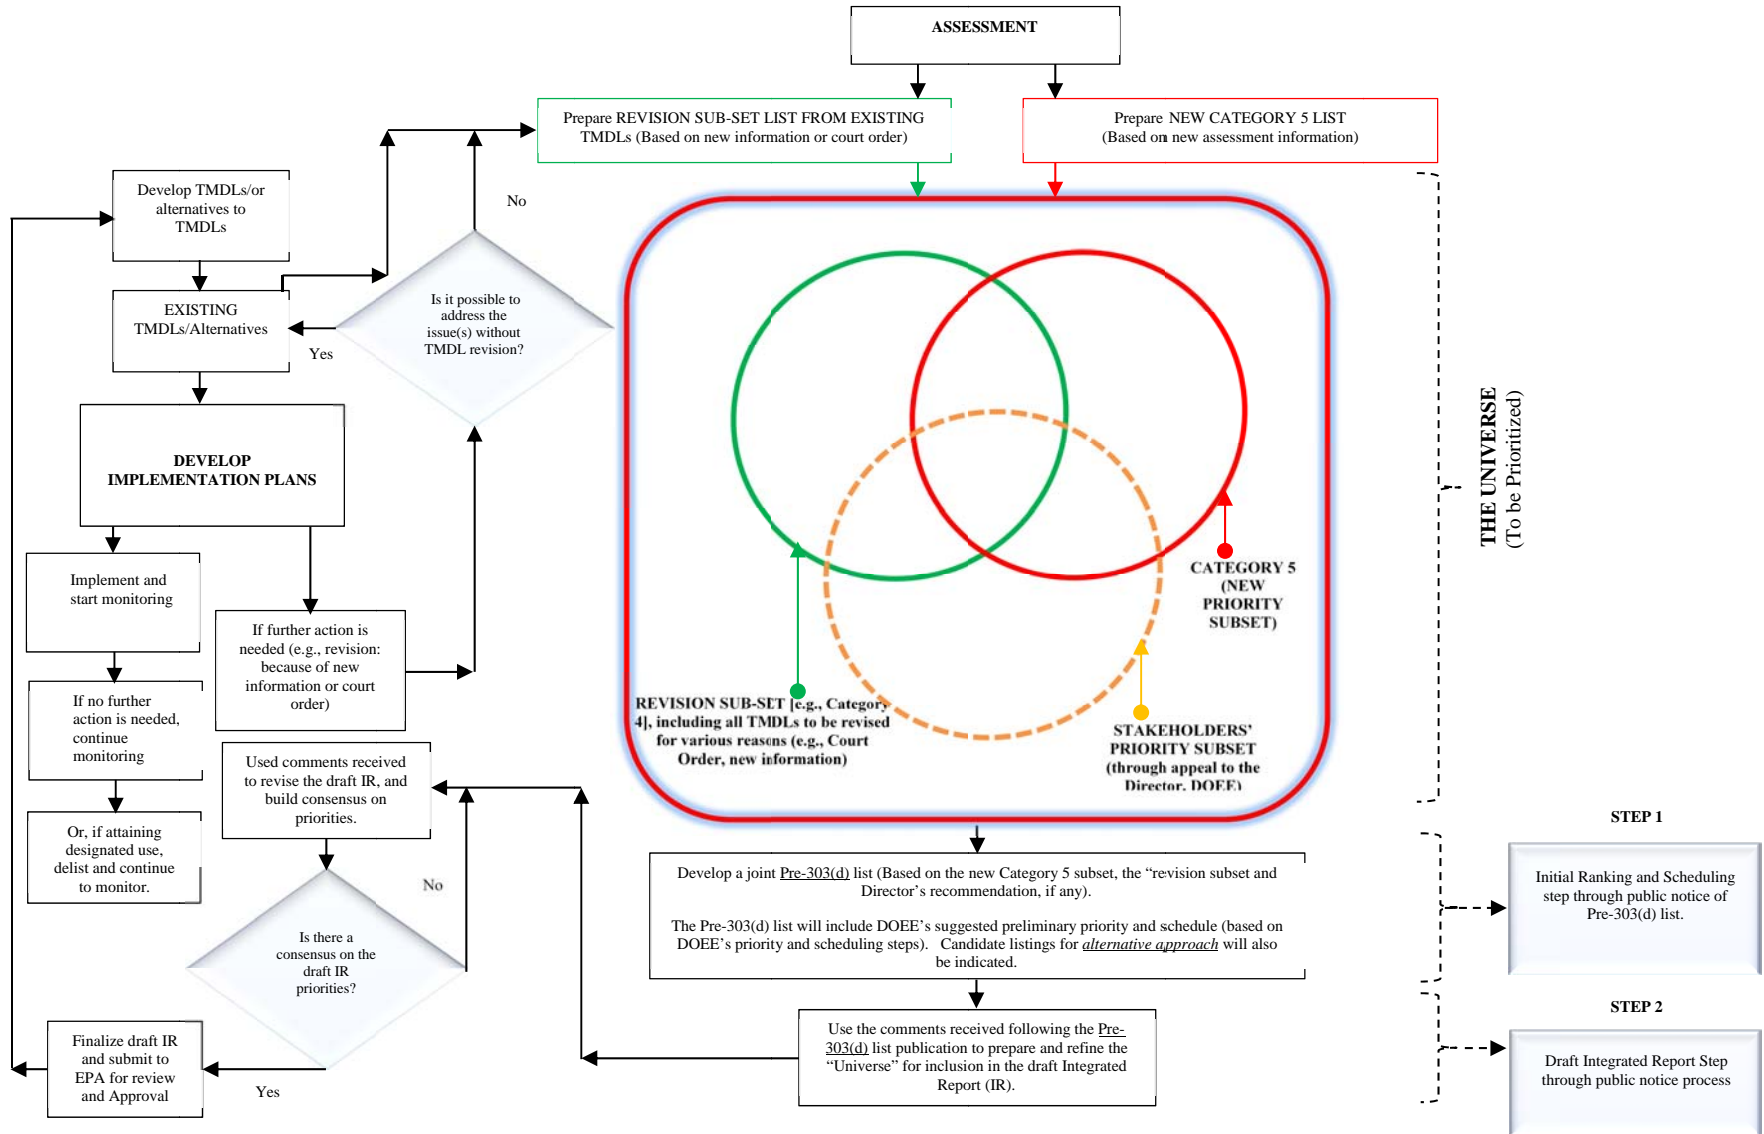 ASSESSMENT
Prepare REVISION SUB-SET LIST FROM EXISTING
TMDLs (Based on new information or court order)
Prepare NEW CATEGORY 5 LIST
(Based on new assessment information)
Develop TMDLs/or
alternatives to
TMDLs
No
EXISTING
TMDLs/Alternatives
Is it possible to
address the
issue(s) without
TMDL revision?
Yes
DEVELOP
IMPLEMENTATION PLANS
THE UNIVERSE
(To be Prioritized)
Implement and
start monitoring
If further action is
needed (e.g., revision:
because of new
information or court
order)
CATEGORY 5
(NEW
PRIORITY
SUBSET)
If no further
action is needed,
continue
monitoring
REVISION SUB-SET [e.g., Category
4], including all TMDLs to be revised
for various reasons (e.g., Court
Order, new information)
STAKEHOLDERS’
PRIORITY SUBSET
(through appeal to the
Director, DOEE)
Used comments received
to revise the draft IR, and
build consensus on
priorities.
Or, if attaining
designated use,
delist and continue
to monitor.
No
Is there a
consensus on the
draft IR
priorities?
Develop a joint Pre-303(d) list (Based on the new Category 5 subset, the “revision subset and
Director’s recommendation, if any).
The Pre-303(d) list will include DOEE’s suggested preliminary priority and schedule (based on
DOEE’s priority and scheduling steps). Candidate listings for alternative approach will also
be indicated.
STEP 1
Initial Ranking and Scheduling
step through public notice of
Pre-303(d) list.
Finalize draft IR
and submit to
EPA for review
and Approval
Yes
Use the comments received following the Pre-
303(d) list publication to prepare and refine the
“Universe” for inclusion in the draft Integrated
Report (IR).
STEP 2
Draft Integrated Report Step
through public notice process